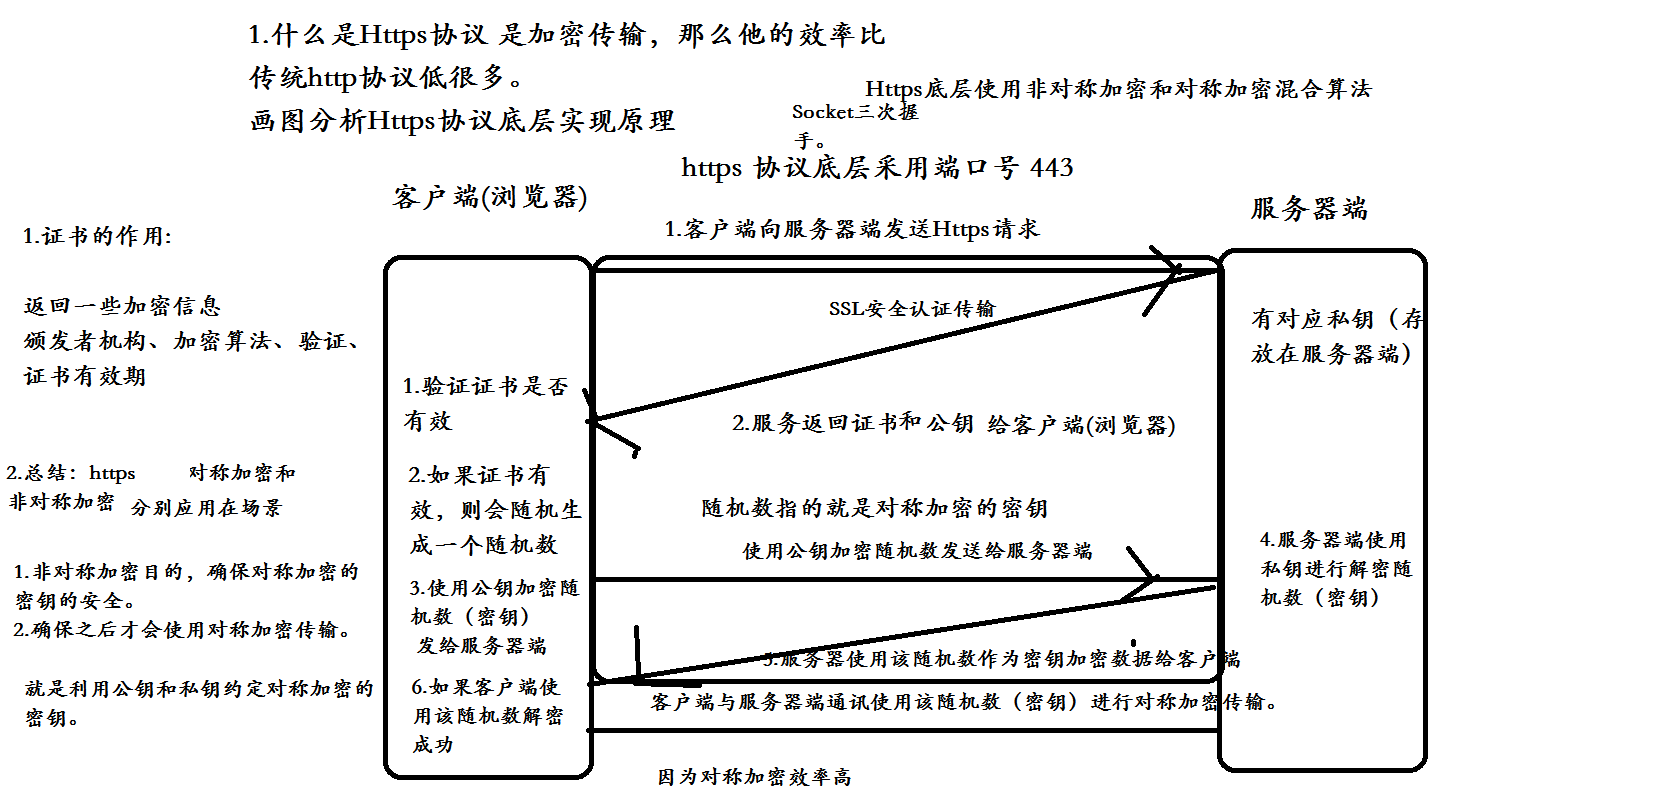 1.什么是Https协议 是加密传输，那么他的效率比
传统http协议低很多。
画图分析Https协议底层实现原理
Https底层使用非对称加密和对称加密混合算法
Socket三次握
手。
https 协议底层采用端口号 443
客户端(浏览器)
服务器端
1.证书的作用:
返回一些加密信息
颁发者机构、加密算法、验证、
证书有效期
2.总结：https 对称加密和
非对称加密 分别应用在场景
1.非对称加密目的，确保对称加密的
密钥的安全。
2.确保之后才会使用对称加密传输。
就是利用公钥和私钥约定对称加密的
密钥。
1.验证证书是否
有效
2.如果证书有
效，则会随机生
成一个随机数
3.使用公钥加密随
机数（密钥）
发给服务器端
6.如果客户端使
用该随机数解密
成功
1.客户端向服务器端发送Https请求
SSL安全认证传输
2.服务返回证书和公钥 给客户端(浏览器)
随机数指的就是对称加密的密钥
使用公钥加密随机数发送给服务器端
5.服务器使用该随机数作为密钥加密数据给客户端
客户端与服务器端通讯使用该随机数（密钥）进行对称加密传输。
因为对称加密效率高
有对应私钥（存
放在服务器端）
4.服务器端使用
私钥进行解密随
机数（密钥）